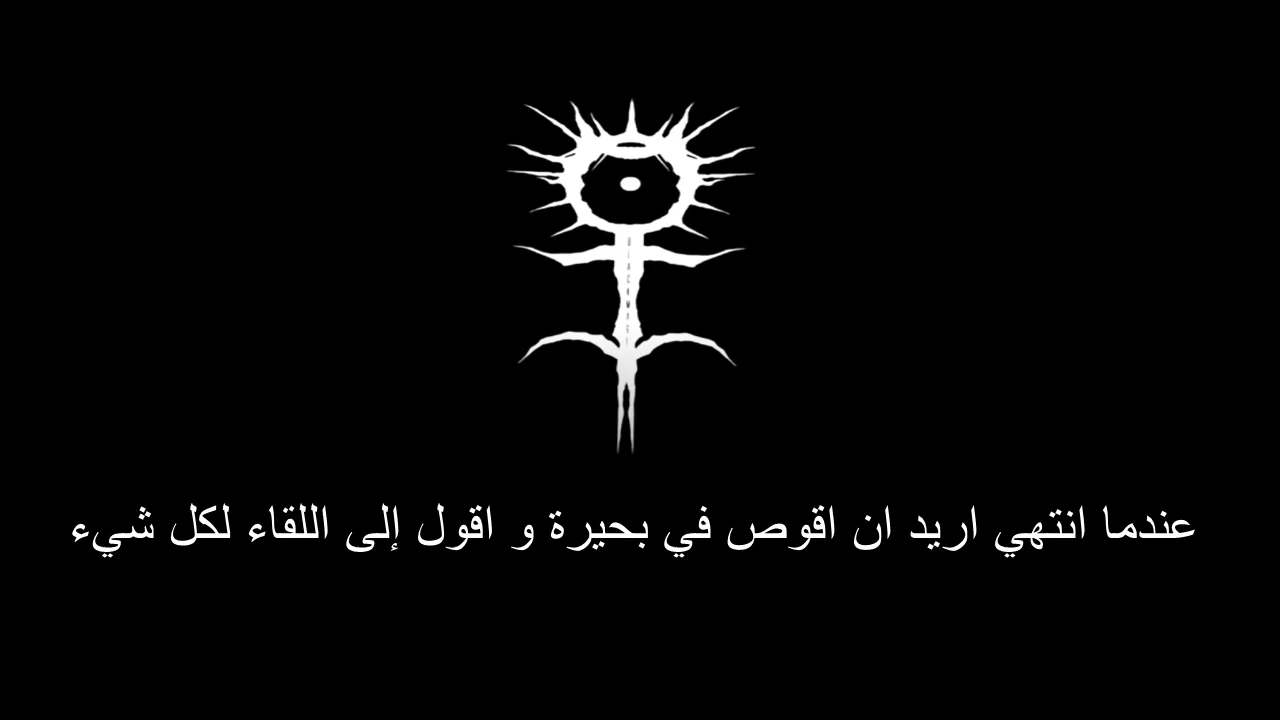 عندما انتهي اريد ان اقوص في بحيرة و اقول إلى اللقاء لكل شيء